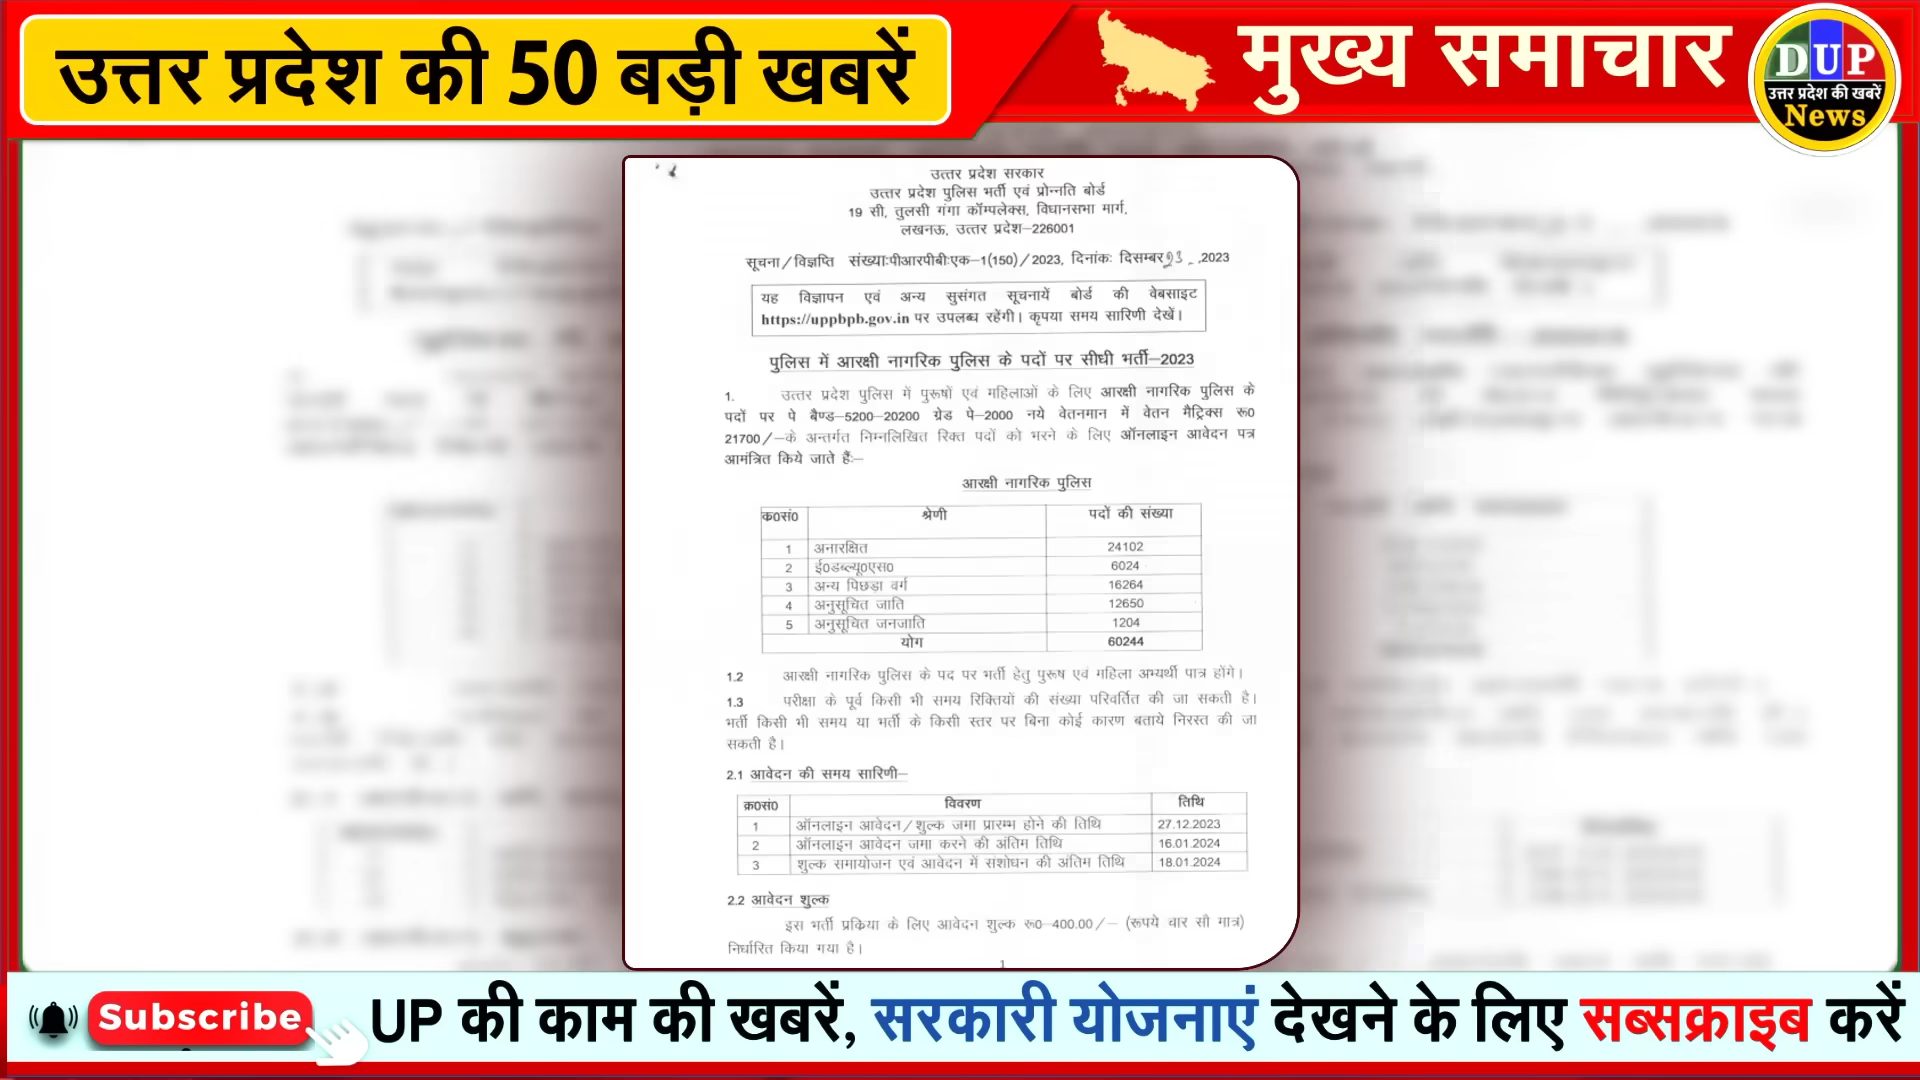 उत्तर प्रदेश की 50 बड़ी खबरें
मुख्य समाचार
DUP
उत्तर प्रदेश की खबरें
News
उत्तर प्रदेश सरकार
उत्तर प्रदेश पुलिस भर्ती एवं प्रोन्नति बोर्ड
19 सी, तुलसी गंगा कॉम्पलेक्स, विधानसभा मार्ग,
लखनऊ, उत्तर प्रदेश–226001
सूचना/विज्ञप्ति संख्याःपीआरपीबीःएक–1(150)/2023, दिनांकः दिसम्बर 23 ,2023
यह विज्ञापन एवं अन्य सुसंगत सूचनायें बोर्ड की वेबसाइट
https://uppbpb.gov.in पर उपलब्ध रहेंगी। कृपया समय सारिणी देखें।
पुलिस में आरक्षी नागरिक पुलिस के पदों पर सीधी भर्ती–2023
1. उत्तर प्रदेश पुलिस में पुरूषों एवं महिलाओं के लिए आरक्षी नागरिक पुलिस के
पदों पर पे बैण्ड–5200–20200 ग्रेड पे–2000 नये वेतनमान में वेतन मैट्रिक्स रू0
21700/–के अन्तर्गत निम्नलिखित रिक्त पदों को भरने के लिए ऑनलाइन आवेदन पत्र
आमंत्रित किये जाते हैं:–
आरक्षी नागरिक पुलिस
क0सं0 श्रेणी पदों की संख्या
1 अनारक्षित 24102
2 ई0डब्ल्यू0एस0 6024
3 अन्य पिछड़ा वर्ग 16264
4 अनुसूचित जाति 12650
5 अनुसूचित जनजाति 1204
योग 60244
1.2 आरक्षी नागरिक पुलिस के पद पर भर्ती हेतु पुरूष एवं महिला अभ्यर्थी पात्र होंगे।
1.3 परीक्षा के पूर्व किसी भी समय रिक्तियों की संख्या परिवर्तित की जा सकती है।
भर्ती किसी भी समय या भर्ती के किसी स्तर पर बिना कोई कारण बताये निरस्त की जा
सकती है।
2.1 आवेदन की समय सारिणी–
क्र0सं0 विवरण तिथि
1 ऑनलाइन आवेदन/शुल्क जमा प्रारम्भ होने की तिथि 27.12.2023
2 ऑनलाइन आवेदन जमा करने की अंतिम तिथि 16.01.2024
3 शुल्क समायोजन एवं आवेदन में संशोधन की अंतिम तिथि 18.01.2024
2.2 आवेदन शुल्क
इस भर्ती प्रक्रिया के लिए आवेदन शुल्क रू0–400.00/– (रूपये चार सौ मात्र)
निर्धारित किया गया है।
1
Subscribe
UP की काम की खबरें, सरकारी योजनाएं देखने के लिए सब्सक्राइब करें